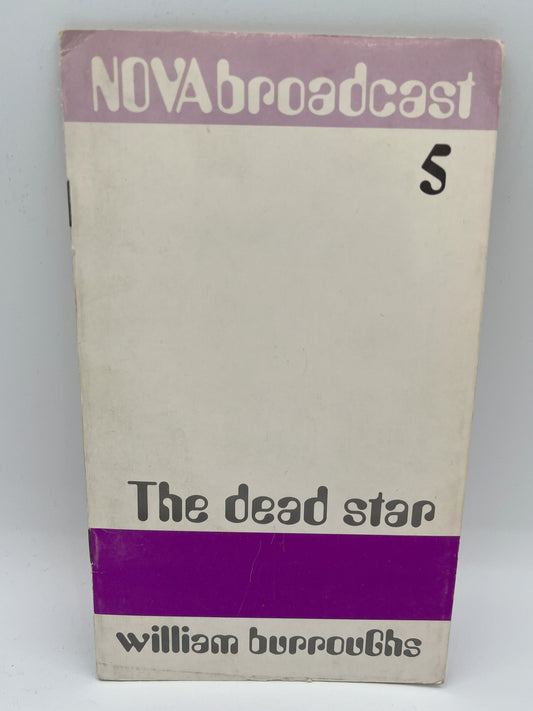 NOVAbroadcast
5
The dead star
william burrouGhs